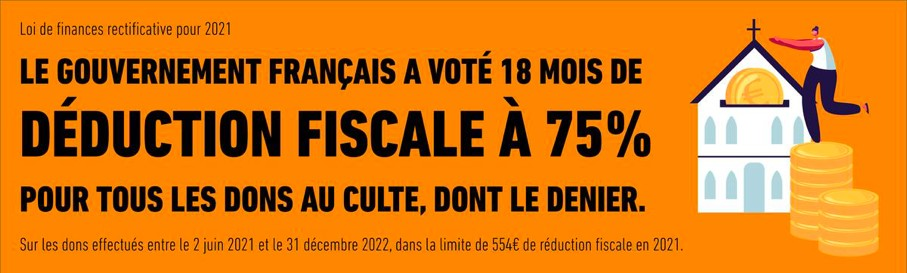 Loi de finances rectificative pour 2021
LE GOUVERNEMENT FRANÇAIS A VOTÉ 18 MOIS DE
DÉDUCTION FISCALE À 75%
POUR TOUS LES DONS AU CULTE, DONT LE DENIER.
Sur les dons effectués entre le 2 juin 2021 et le 31 décembre 2022, dans la limite de 554€ de réduction fiscale en 2021.
€